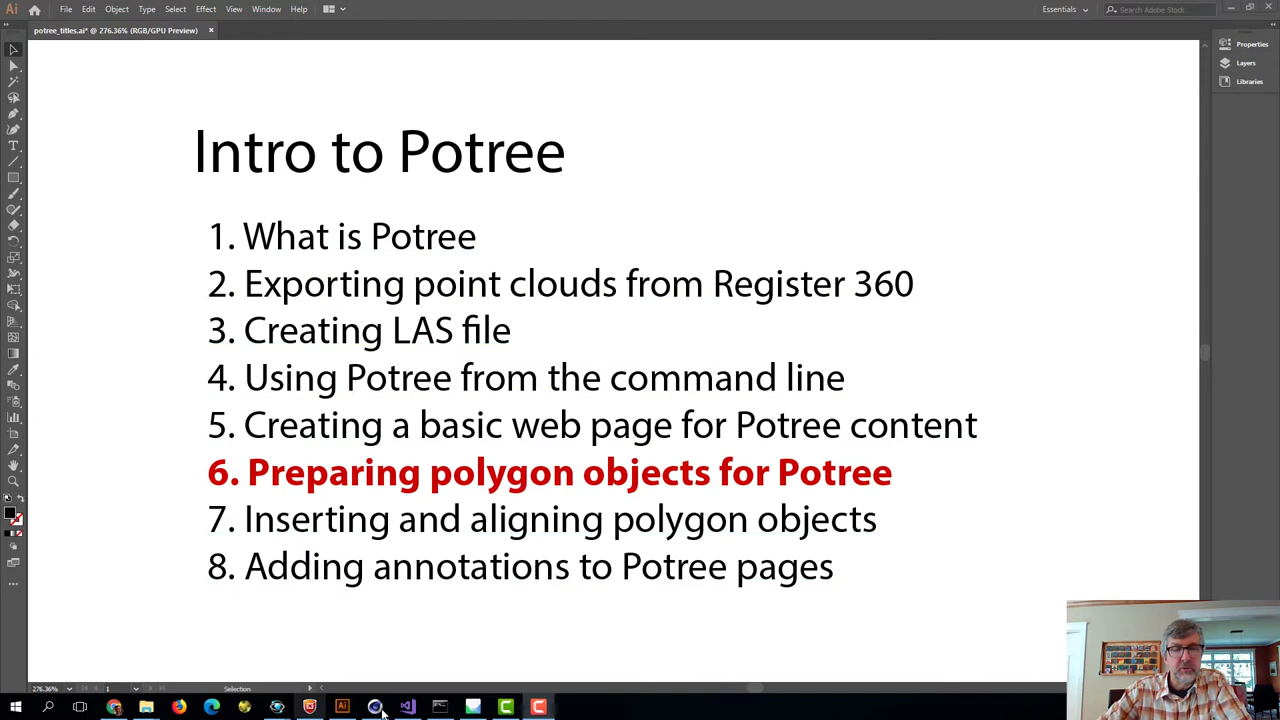 Ai File Edit Object Type Select Effect View Window Help Essentials Search Adobe Stock
potree_titles.ai* @ 276.36% (RGB/GPU Preview)
Properties
Layers
Libraries
Intro to Potree
1. What is Potree
2. Exporting point clouds from Register 360
3. Creating LAS file
4. Using Potree from the command line
5. Creating a basic web page for Potree content
6. Preparing polygon objects for Potree
7. Inserting and aligning polygon objects
8. Adding annotations to Potree pages
276.36% 1 Selection
Ai